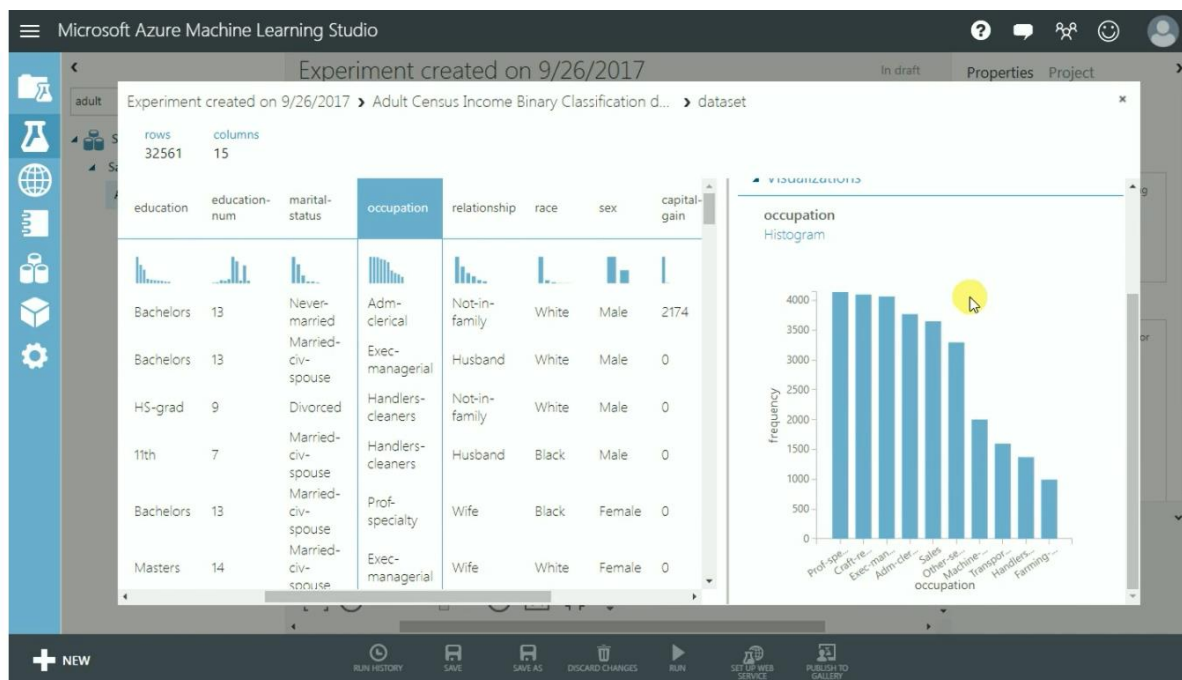 Microsoft Azure Machine Learning Studio
Experiment created on 9/26/2017
In draft
Properties Project
adult
Experiment created on 9/26/2017 > Adult Census Income Binary Classification d... > dataset
rows columns
32561 15
education education-num marital-status occupation relationship race sex capital-gain
Bachelors 13 Never-married Adm-clerical Not-in-family White Male 2174
Bachelors 13 Married-civ-spouse Exec-managerial Husband White Male 0
HS-grad 9 Divorced Handlers-cleaners Not-in-family White Male 0
11th 7 Married-civ-spouse Handlers-cleaners Husband Black Male 0
Bachelors 13 Married-civ-spouse Prof-specialty Wife Black Female 0
Masters 14 Married-civ-spouse Exec-managerial Wife White Female 0
Visualizations
occupation
Histogram
4000
3500
3000
2500
2000
1500
1000
500
0
frequency
Prof-spe... Craft-re... Exec-man... Adm-cler... Sales Other-se... Machine-... Transpor... Handlers... Farming-...
occupation
NEW
RUN HISTORY
SAVE
SAVE AS
DISCARD CHANGES
RUN
SET UP WEB SERVICE
PUBLISH TO GALLERY